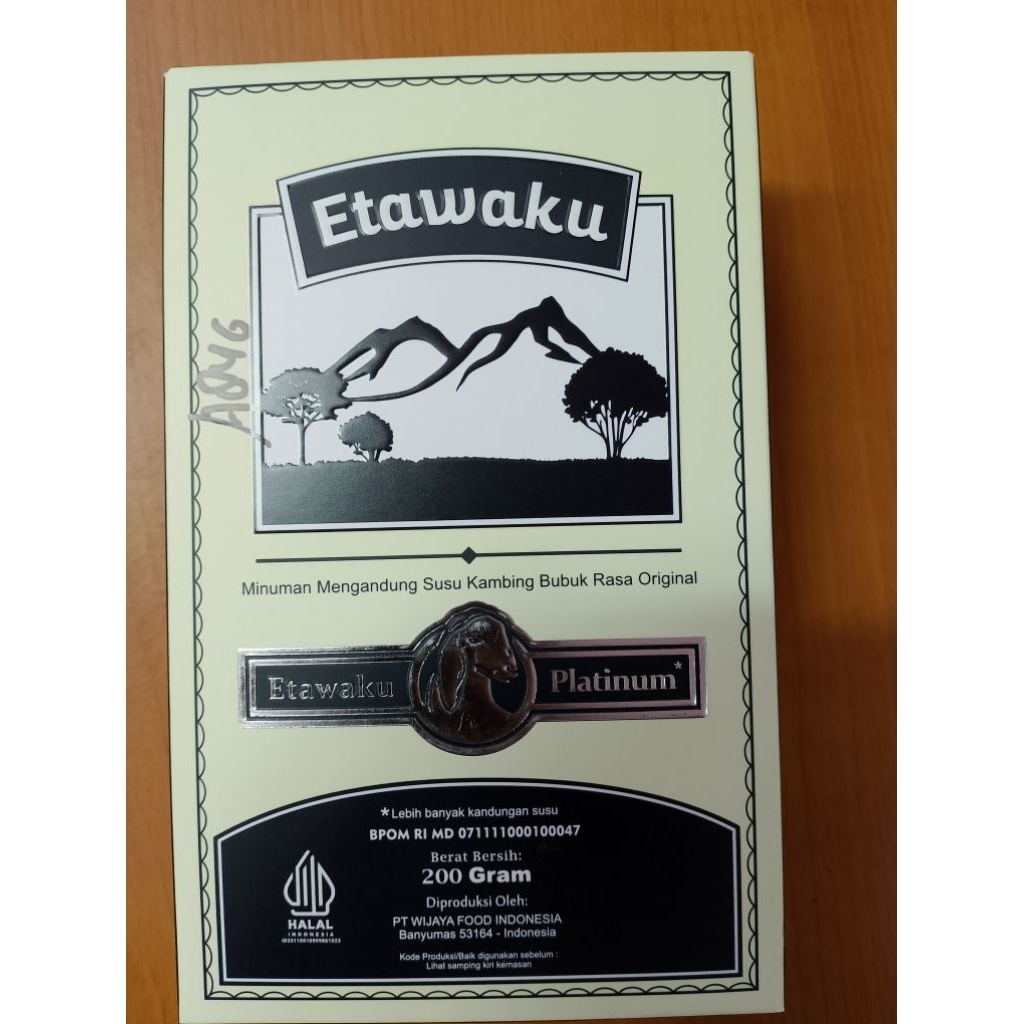 Etawaku
A846
Minuman Mengandung Susu Kambing Bubuk Rasa Original
Etawaku Platinum*
*Lebih banyak kandungan susu
BPOM RI MD 071111000100047
Berat Bersih:
200 Gram
Diproduksi Oleh:
PT WIJAYA FOOD INDONESIA
Banyumas 53164 - Indonesia
Kode Produksi/Baik digunakan sebelum :
Lihat samping kiri kemasan
HALAL
INDONESIA